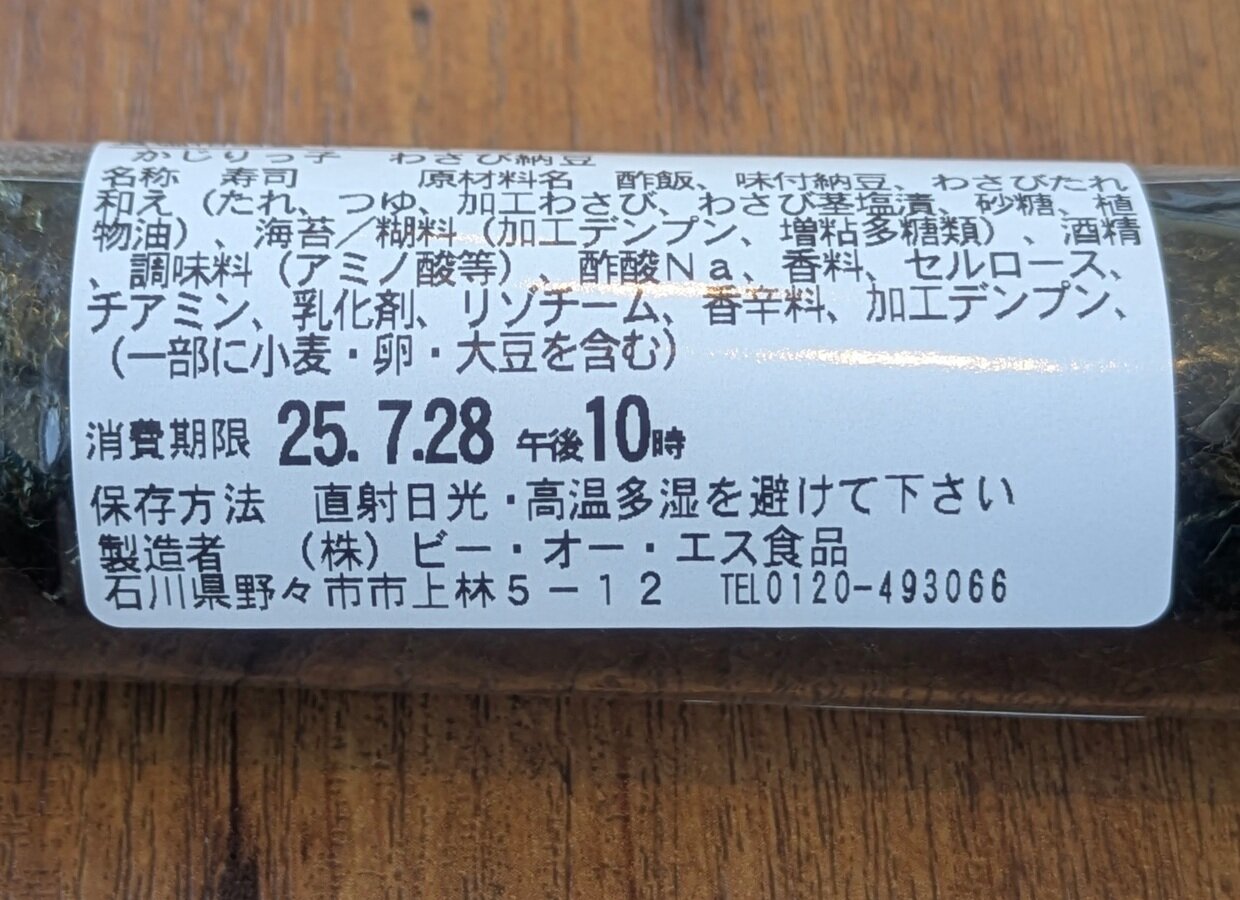 かじりっ子　わさび納豆
名称　寿司　　　原材料名　酢飯、味付納豆、わさびたれ
和え（たれ、つゆ、加工わさび、わさび茎塩漬、砂糖、植
物油）、海苔／糊料（加工デンプン、増粘多糖類）、酒精
、調味料（アミノ酸等）、酢酸Ｎａ、香料、セルロース、
チアミン、乳化剤、リゾチーム、香辛料、加工デンプン、
（一部に小麦・卵・大豆を含む）
消費期限　25. 7.28　午後10時
保存方法　直射日光・高温多湿を避けて下さい
製造者　（株）ビー・オー・エス食品
石川県野々市市上林５－１２　TEL0120-493066